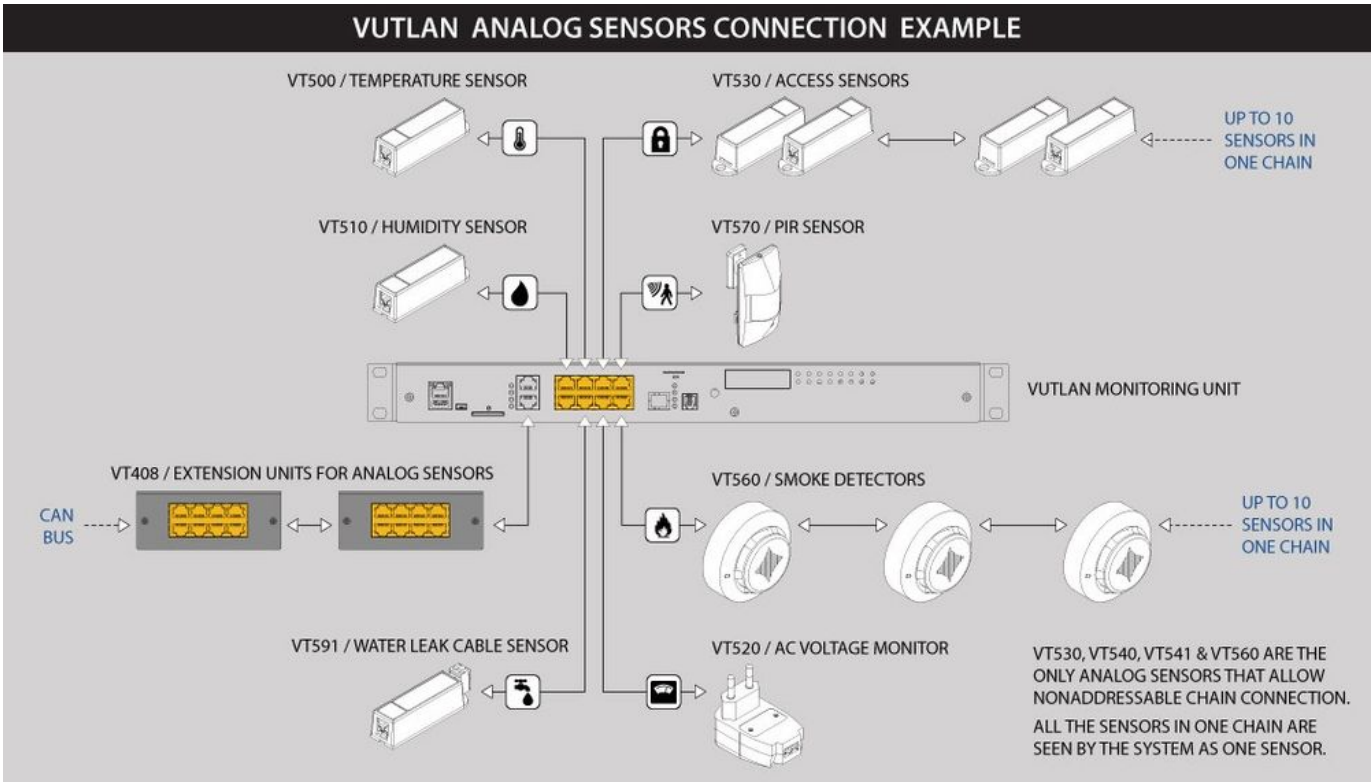 VUTLAN ANALOG SENSORS CONNECTION EXAMPLE
VT500 / TEMPERATURE SENSOR
VT530 / ACCESS SENSORS
UP TO 10
SENSORS IN
ONE CHAIN
VT510 / HUMIDITY SENSOR
VT570 / PIR SENSOR
VUTLAN MONITORING UNIT
VT408 / EXTENSION UNITS FOR ANALOG SENSORS
CAN
BUS
VT560 / SMOKE DETECTORS
UP TO 10
SENSORS IN
ONE CHAIN
VT591 / WATER LEAK CABLE SENSOR
VT520 / AC VOLTAGE MONITOR
VT530, VT540, VT541 & VT560 ARE THE
ONLY ANALOG SENSORS THAT ALLOW
NONADDRESSABLE CHAIN CONNECTION.
ALL THE SENSORS IN ONE CHAIN ARE
SEEN BY THE SYSTEM AS ONE SENSOR.